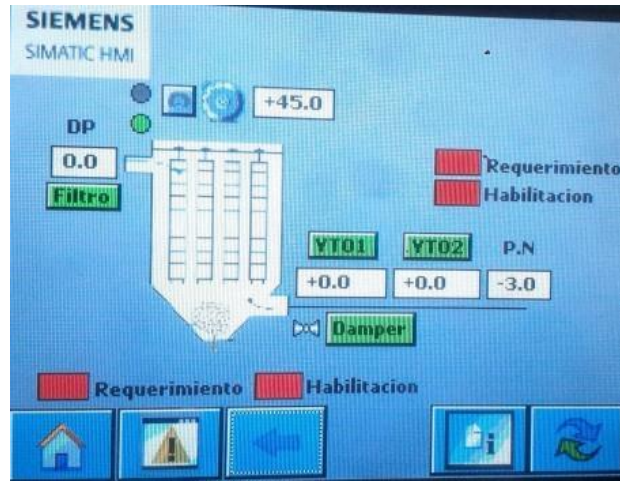 SIEMENS
SIMATIC HMI
+45.0
DP
0.0
Filtro
Requerimiento
Habilitacion
YT01 YT02 P.N
+0.0 +0.0 -3.0
Damper
Requerimiento Habilitacion
i